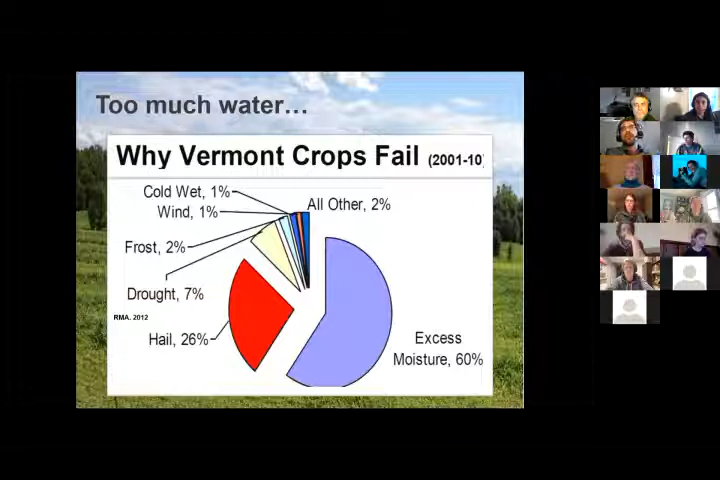 Too much water…
Why Vermont Crops Fail (2001-10)
Cold Wet, 1%
All Other, 2%
Wind, 1%
Frost, 2%
Drought, 7%
RMA, 2012
Hail, 26%
Excess
Moisture, 60%